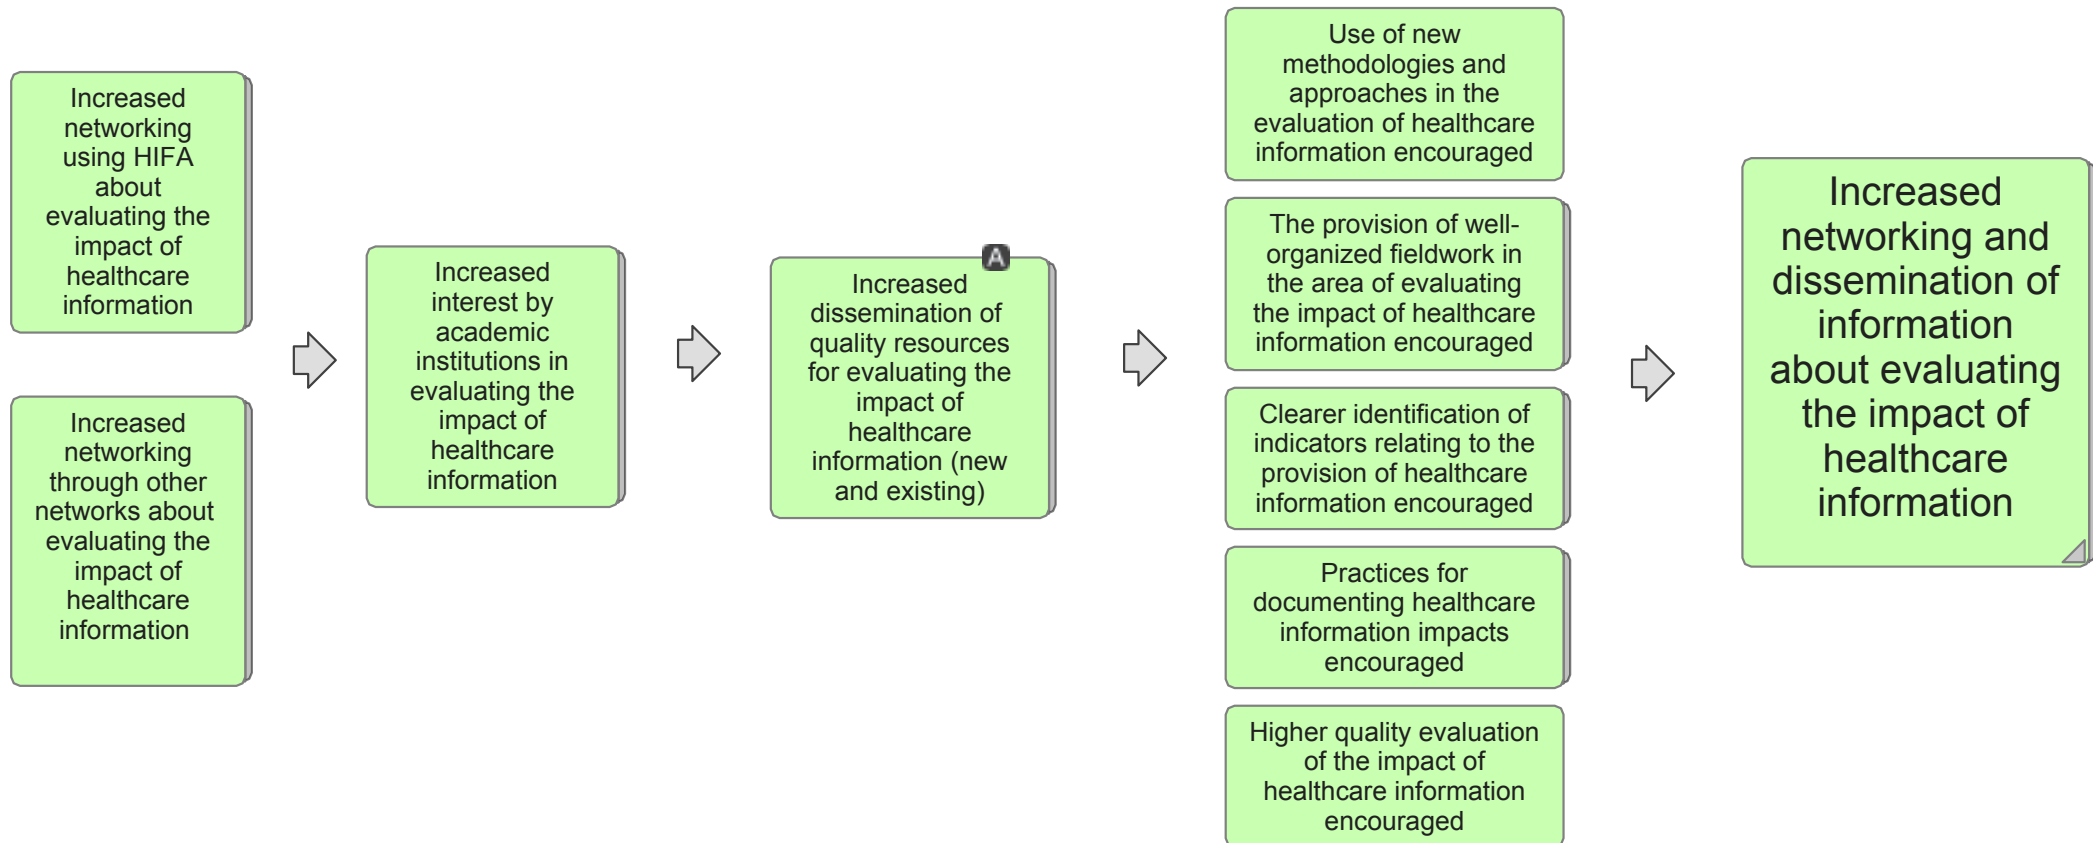 Increased
networking
using HIFA
about
evaluating the
impact of
healthcare
information
Increased
networking
through other
networks about
evaluating the
impact of
healthcare
information
Increased
interest by
academic
institutions in
evaluating the
impact of
healthcare
information
A
Increased
dissemination of
quality resources
for evaluating the
impact of
healthcare
information (new
and existing)
Use of new
methodologies and
approaches in the
evaluation of healthcare
information encouraged
The provision of well-
organized fieldwork in
the area of evaluating
the impact of healthcare
information encouraged
Clearer identification of
indicators relating to the
provision of healthcare
information encouraged
Practices for
documenting healthcare
information impacts
encouraged
Higher quality evaluation
of the impact of
healthcare information
encouraged
Increased
networking and
dissemination of
information
about evaluating
the impact of
healthcare
information